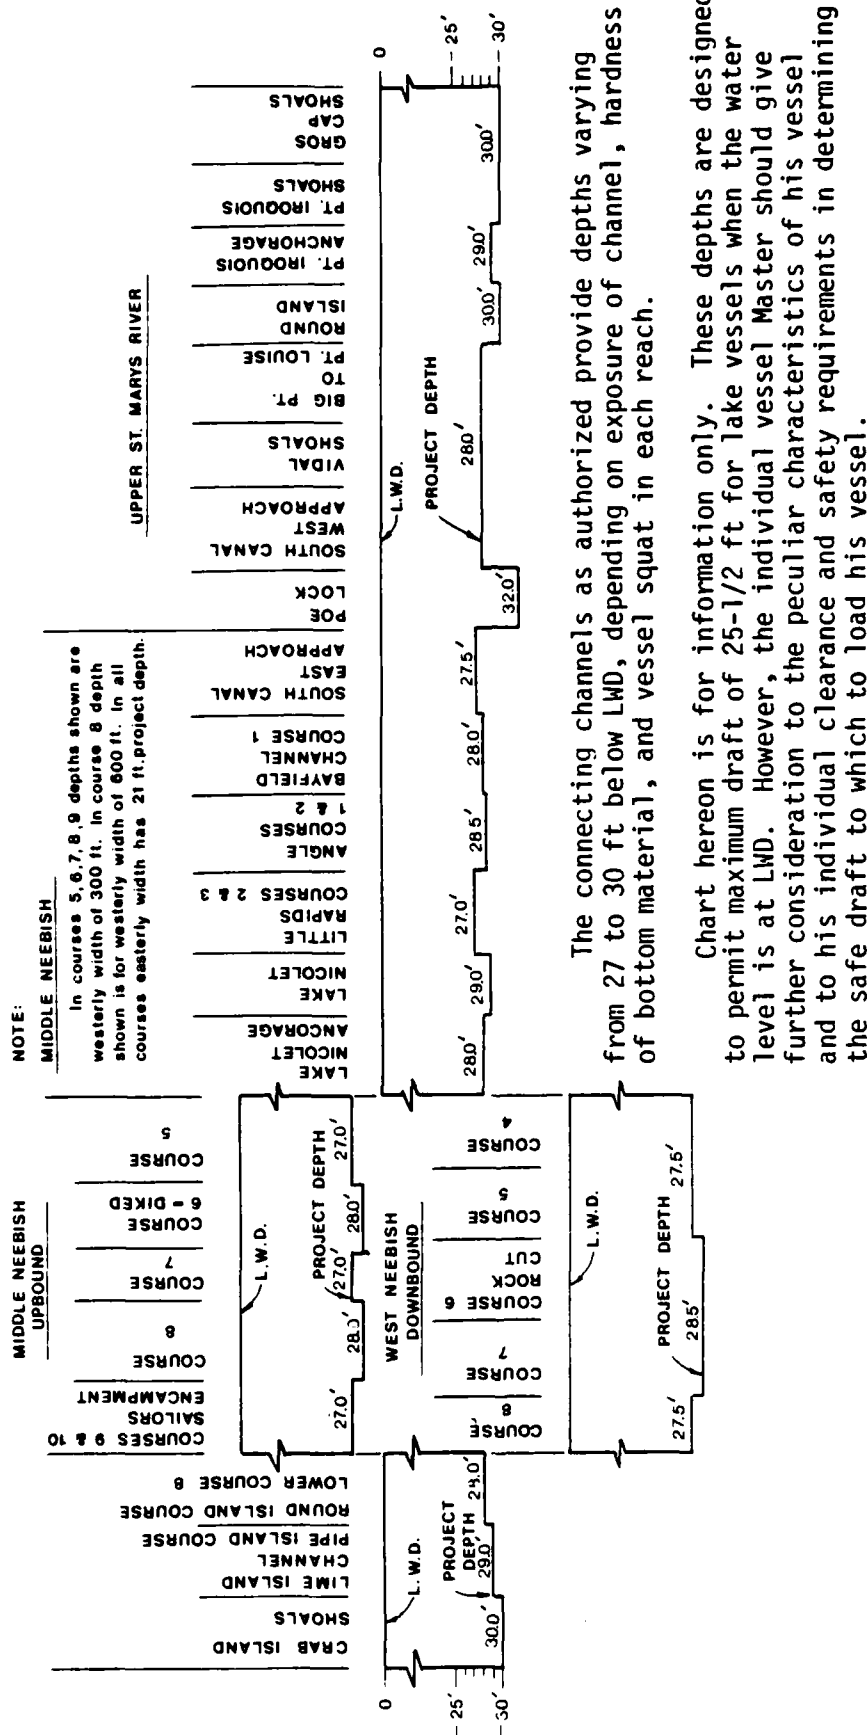 NOTE:
MIDDLE NEEBISH
In courses 5,6,7,8,9 depths shown are
westerly width of 300 ft. In course 8 depth
shown is for westerly width of 600 ft. In all
courses easterly width has 21 ft.project depth.
MIDDLE NEEBISH
UPBOUND
UPPER ST. MARYS RIVER
CRAB ISLAND
SHOALS
LIME ISLAND
CHANNEL
PIPE ISLAND COURSE
ROUND ISLAND COURSE
LOWER COURSE 8
COURSES 9 & 10
SAILORS
ENCAMPMENT
COURSE
8
COURSE
7
COURSE
6 - DIKED
COURSE
5
LAKE
NICOLET
ANCORAGE
LAKE
NICOLET
LITTLE
RAPIDS
COURSES 2 & 3
ANGLE
COURSES
1 & 2
BAYFIELD
CHANNEL
COURSE 1
SOUTH CANAL
EAST
APPROACH
POE
LOCK
SOUTH CANAL
WEST
APPROACH
VIDAL
SHOALS
BIG PT.
TO
PT. LOUISE
ROUND
ISLAND
PT. IROQUOIS
ANCHORAGE
PT. IROQUOIS
SHOALS
GROS
CAP
SHOALS
L.W.D.
PROJECT DEPTH
27.0' 28.0' 27.0' 28.0' 27.0'
0
25'
30'
L.W.D.
PROJECT
DEPTH
30.0' 29.0' 28.0'
WEST NEEBISH
DOWNBOUND
COURSE
8
COURSE
7
COURSE 6
ROCK
CUT
COURSE
5
COURSE
4
L.W.D.
PROJECT DEPTH
27.5' 28.5' 27.5'
L.W.D.
PROJECT DEPTH
28.0' 29.0' 27.0' 28.5' 28.0' 27.5' 32.0' 28.0' 30.0' 29.0' 30.0'
0
25'
30'
The connecting channels as authorized provide depths varying
from 27 to 30 ft below LWD, depending on exposure of channel, hardness
of bottom material, and vessel squat in each reach.
Chart hereon is for information only. These depths are designed
to permit maximum draft of 25-1/2 ft for lake vessels when the water
level is at LWD. However, the individual vessel Master should give
further consideration to the peculiar characteristics of his vessel
and to his individual clearance and safety requirements in determining
the safe draft to which to load his vessel.